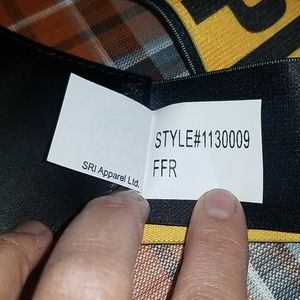 STYLE#1130009
FFR
SRI Apparel Ltd.